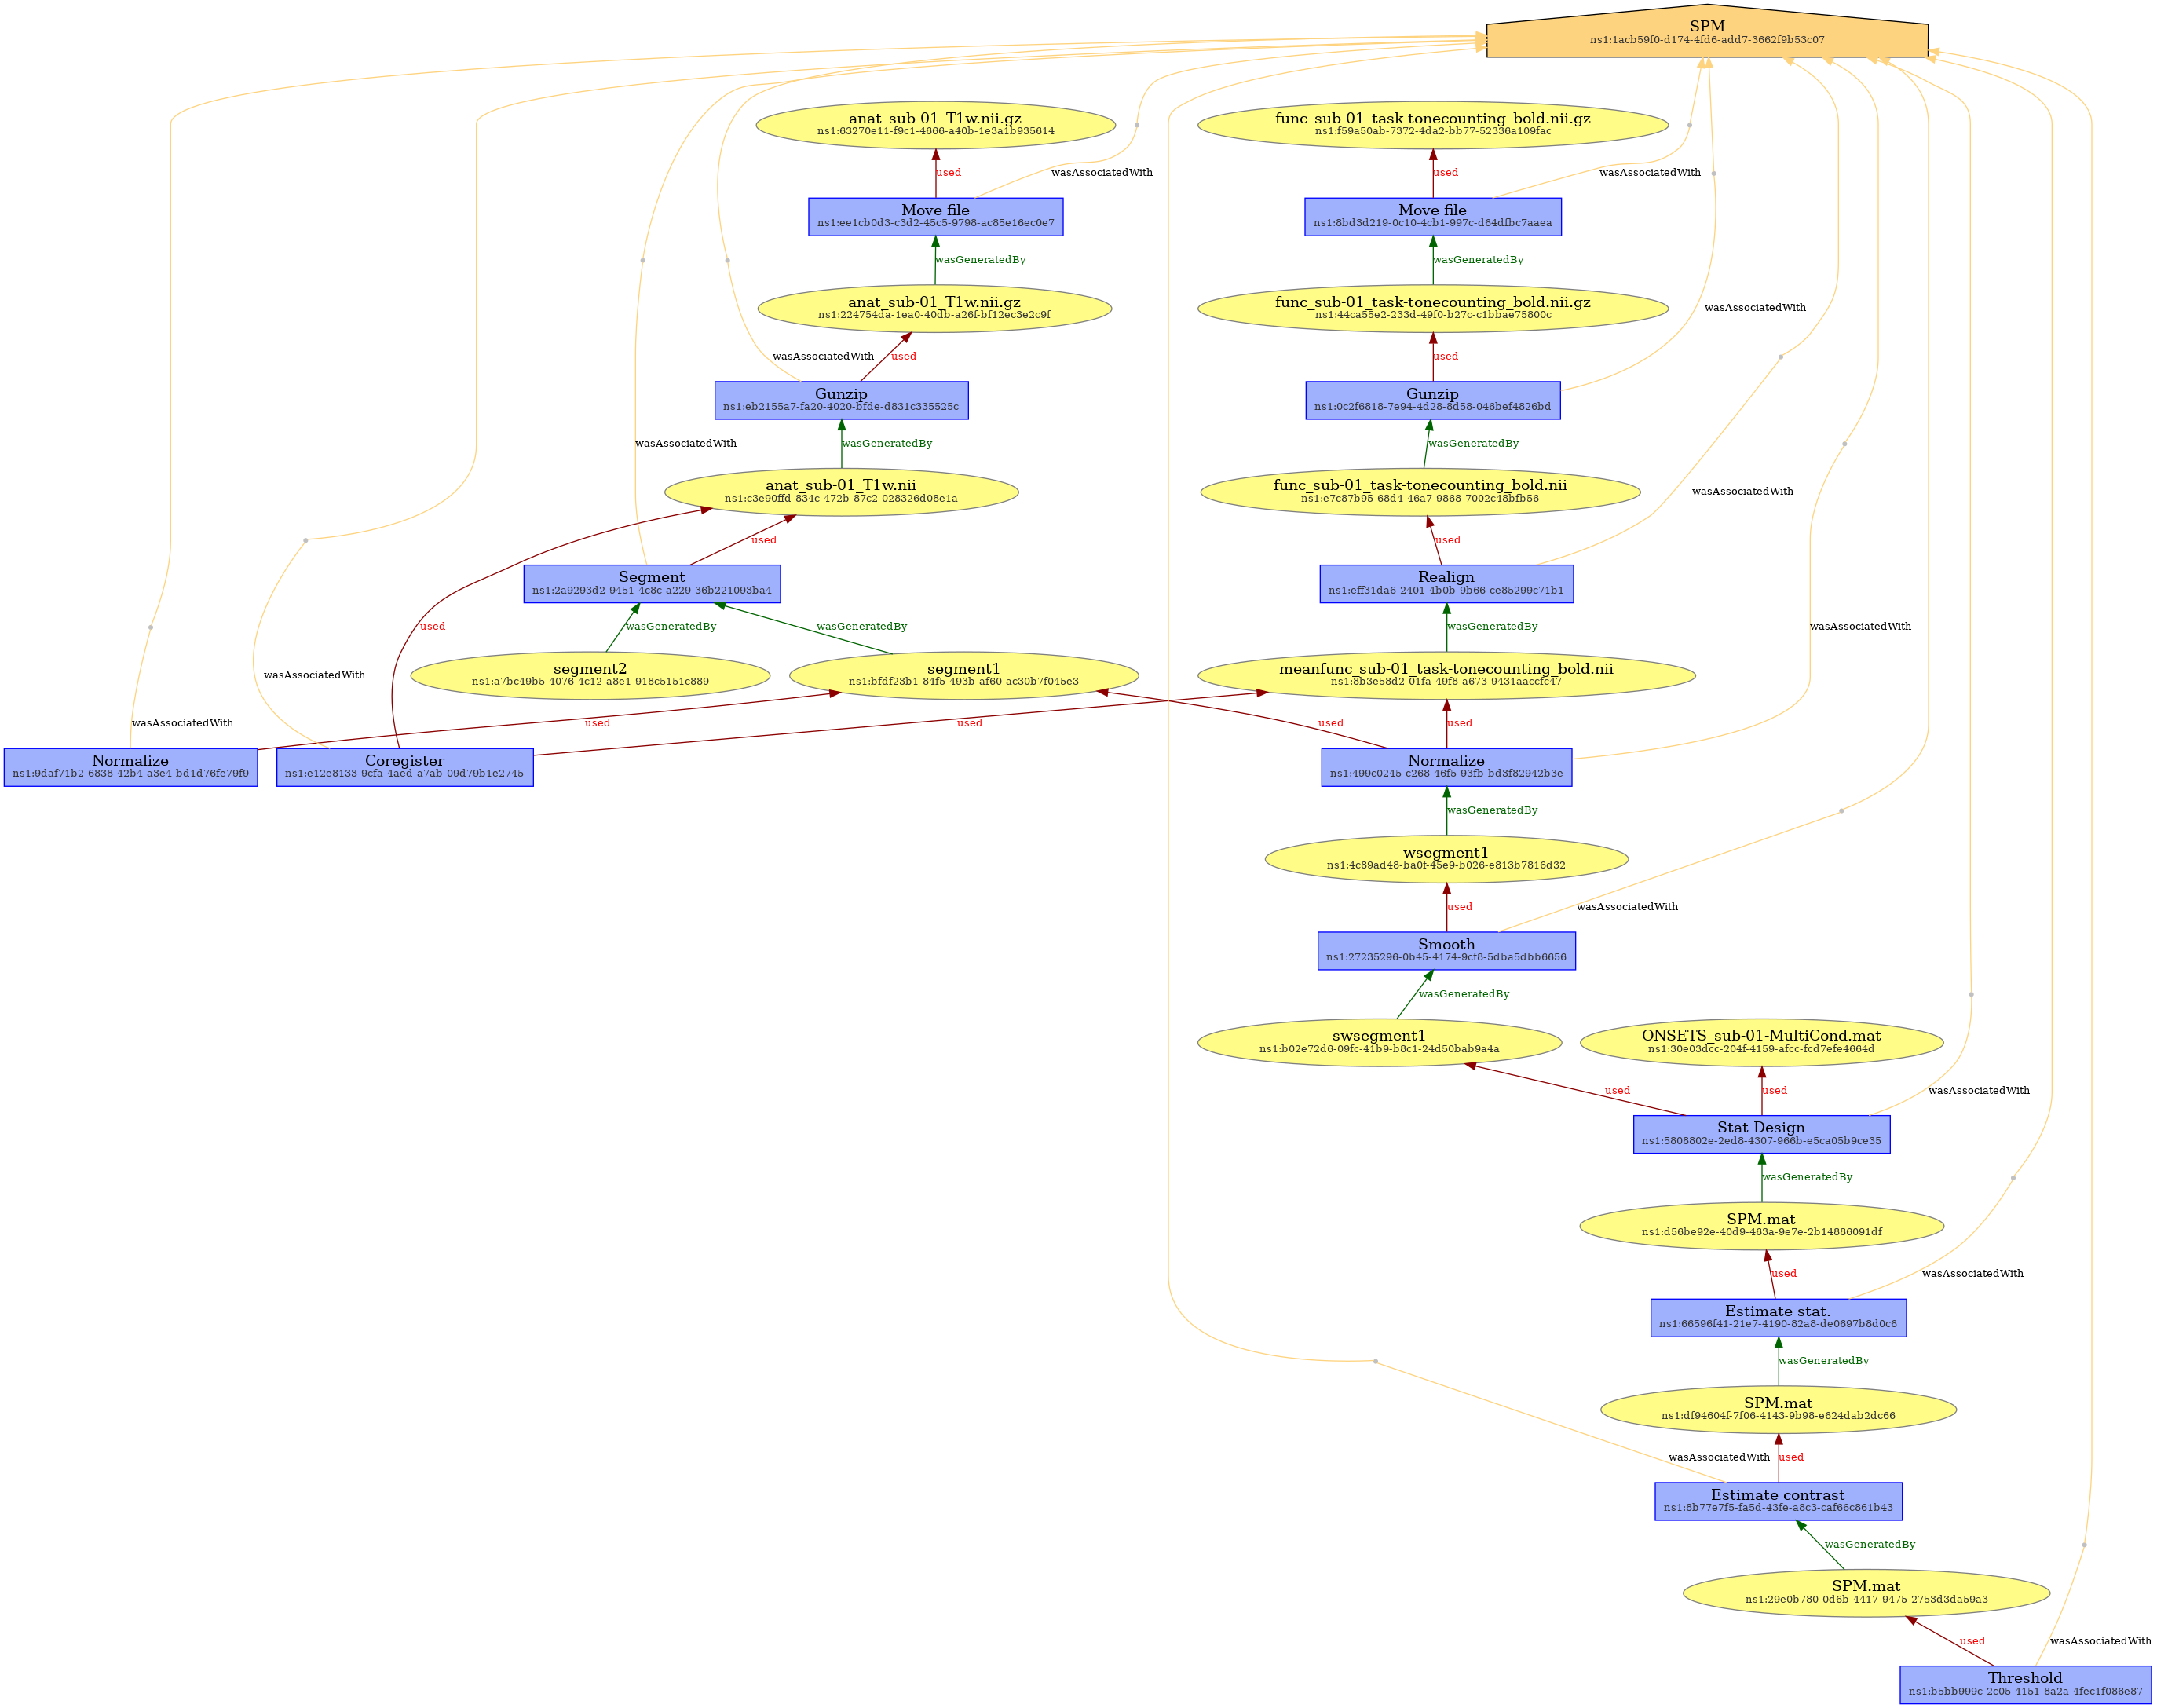 SPM
ns1:1acb59f0-d174-4fd6-add7-3662f9b53c07
anat_sub-01_T1w.nii.gz
ns1:63270e11-f9c1-4666-a40b-1e3a1b935614
func_sub-01_task-tonecounting_bold.nii.gz
ns1:f59a50ab-7372-4da2-bb77-52336a109fac
used
wasAssociatedWith
used
wasAssociatedWith
Move file
ns1:ee1cb0d3-c3d2-45c5-9798-ac85e16ec0e7
Move file
ns1:8bd3d219-0c10-4cb1-997c-d64dfbc7aaea
wasGeneratedBy
wasGeneratedBy
anat_sub-01_T1w.nii.gz
ns1:224754da-1ea0-40db-a26f-bf12ec3e2c9f
func_sub-01_task-tonecounting_bold.nii.gz
ns1:44ca55e2-233d-49f0-b27c-c1bbae75800c
wasAssociatedWith
wasAssociatedWith
used
used
Gunzip
ns1:eb2155a7-fa20-4020-bfde-d831c335525c
Gunzip
ns1:0c2f6818-7e94-4d28-8d58-046bef4826bd
wasAssociatedWith
wasGeneratedBy
wasGeneratedBy
anat_sub-01_T1w.nii
ns1:c3e90ffd-834c-472b-87c2-028326d08e1a
func_sub-01_task-tonecounting_bold.nii
ns1:e7c87b95-68d4-46a7-9868-7002c48bfb56
wasAssociatedWith
used
used
Segment
ns1:2a9293d2-9451-4c8c-a229-36b221093ba4
Realign
ns1:eff31da6-2401-4b0b-9b66-ce85299c71b1
used
wasGeneratedBy
wasGeneratedBy
wasGeneratedBy
wasAssociatedWith
segment2
ns1:a7bc49b5-4076-4c12-a8e1-918c5151c889
segment1
ns1:bfdf23b1-84f5-493b-af60-ac30b7f045e3
meanfunc_sub-01_task-tonecounting_bold.nii
ns1:8b3e58d2-01fa-49f8-a673-9431aaccfc47
wasAssociatedWith
wasAssociatedWith
used
used
used
used
Normalize
ns1:9daf71b2-6838-42b4-a3e4-bd1d76fe79f9
Coregister
ns1:e12e8133-9cfa-4aed-a7ab-09d79b1e2745
Normalize
ns1:499c0245-c268-46f5-93fb-bd3f82942b3e
wasGeneratedBy
wsegment1
ns1:4c89ad48-ba0f-45e9-b026-e813b7816d32
used
wasAssociatedWith
Smooth
ns1:27235296-0b45-4174-9cf8-5dba5dbb6656
wasGeneratedBy
swsegment1
ns1:b02e72d6-09fc-41b9-b8c1-24d50bab9a4a
ONSETS_sub-01-MultiCond.mat
ns1:30e03dcc-204f-4159-afcc-fcd7efe4664d
used
used
wasAssociatedWith
Stat Design
ns1:5808802e-2ed8-4307-966b-e5ca05b9ce35
wasGeneratedBy
SPM.mat
ns1:d56be92e-40d9-463a-9e7e-2b14886091df
used
wasAssociatedWith
Estimate stat.
ns1:66596f41-21e7-4190-82a8-de0697b8d0c6
wasGeneratedBy
SPM.mat
ns1:df94604f-7f06-4143-9b98-e624dab2dc66
wasAssociatedWith
used
Estimate contrast
ns1:8b77e7f5-fa5d-43fe-a8c3-caf66c861b43
wasGeneratedBy
SPM.mat
ns1:29e0b780-0d6b-4417-9475-2753d3da59a3
used
wasAssociatedWith
Threshold
ns1:b5bb999c-2c05-4151-8a2a-4fec1f086e87